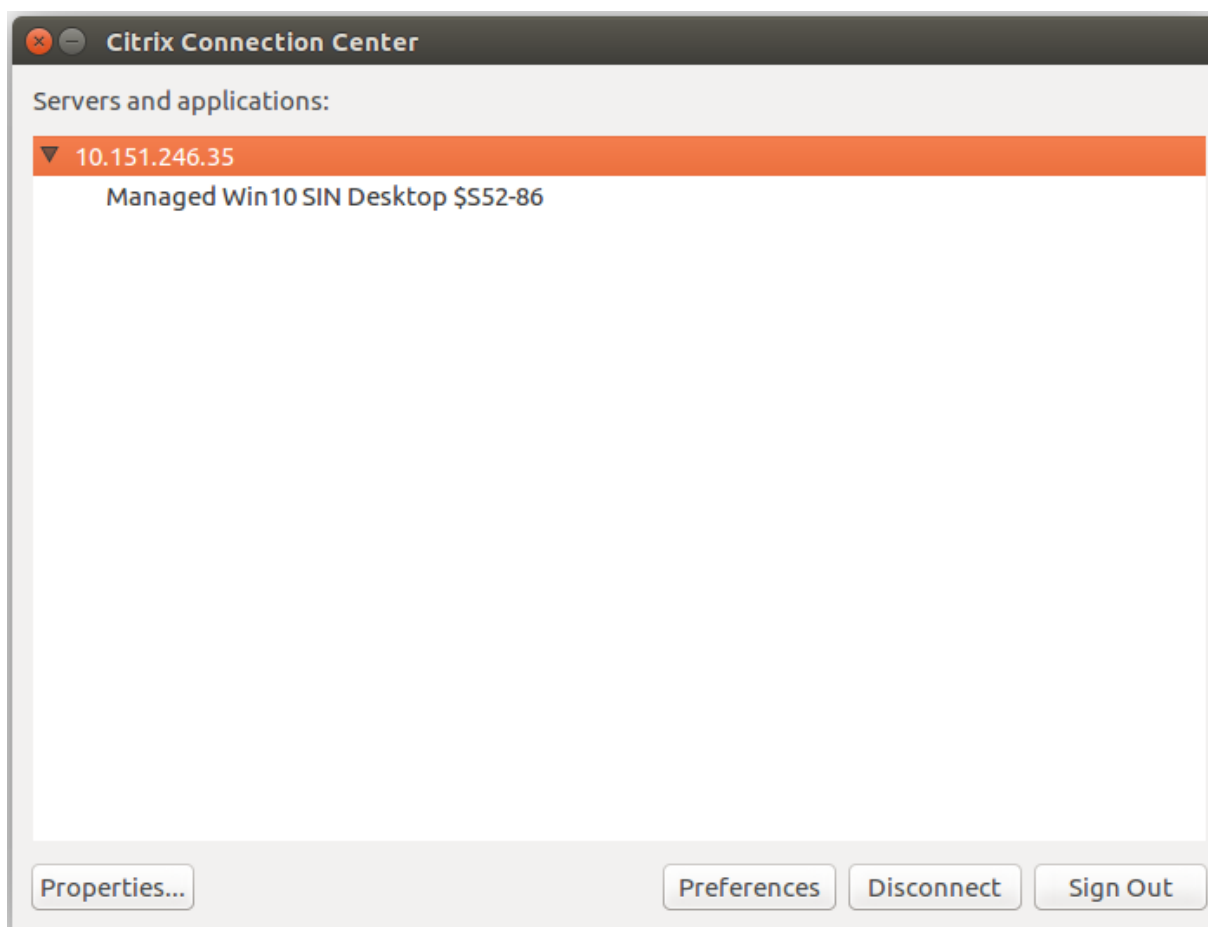 Citrix Connection Center
Servers and applications:
10.151.246.35
Managed Win10 SIN Desktop $S52-86
Properties... Preferences Disconnect Sign Out